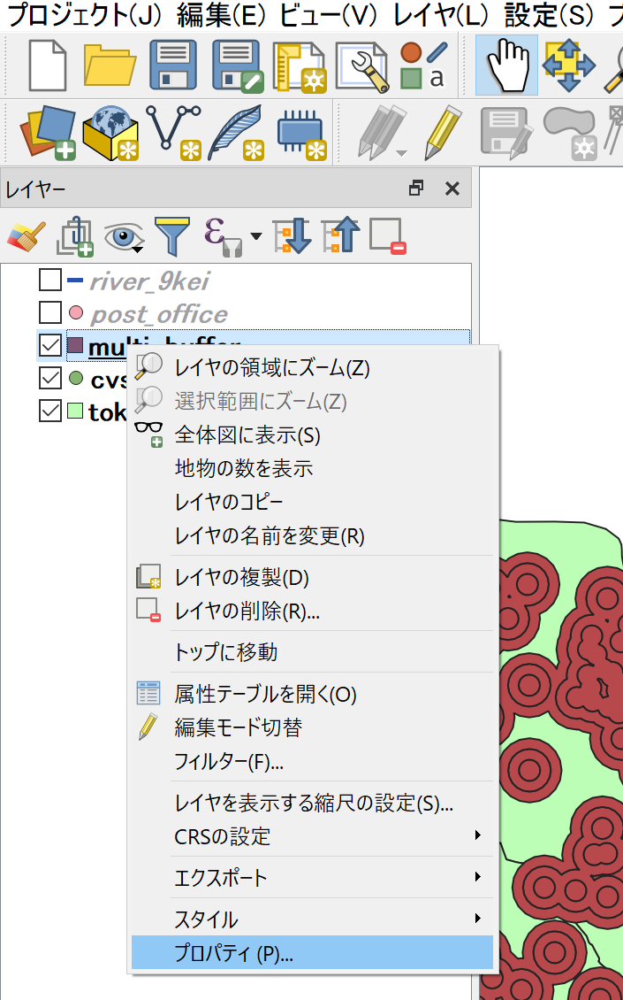 プロジェクト(J) 編集(E) ビュー(V) レイヤ(L) 設定(S)
a
レイヤー
ε
river_9kei
post_office
multi_buffer
cvs
tok
レイヤの領域にズーム(Z)
選択範囲にズーム(Z)
全体図に表示(S)
地物の数を表示
レイヤのコピー
レイヤの名前を変更(R)
レイヤの複製(D)
レイヤの削除(R)...
トップに移動
属性テーブルを開く(O)
編集モード切替
フィルター(F)...
レイヤを表示する縮尺の設定(S)...
CRSの設定
エクスポート
スタイル
プロパティ (P)...